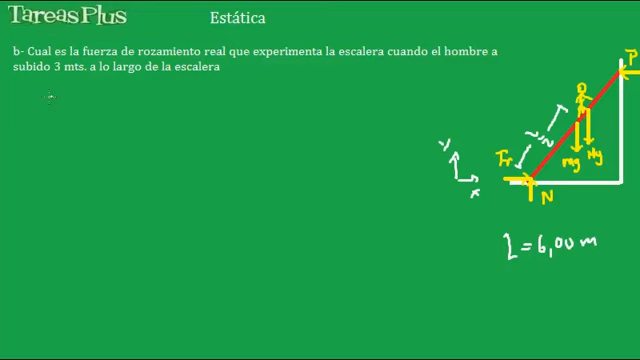 TareasPlus
Estática
b- Cual es la fuerza de rozamiento real que experimenta la escalera cuando el hombre a
subido 3 mts. a lo largo de la escalera
P
y
Fr
mg
Mg
x
N
L = 6,00 m